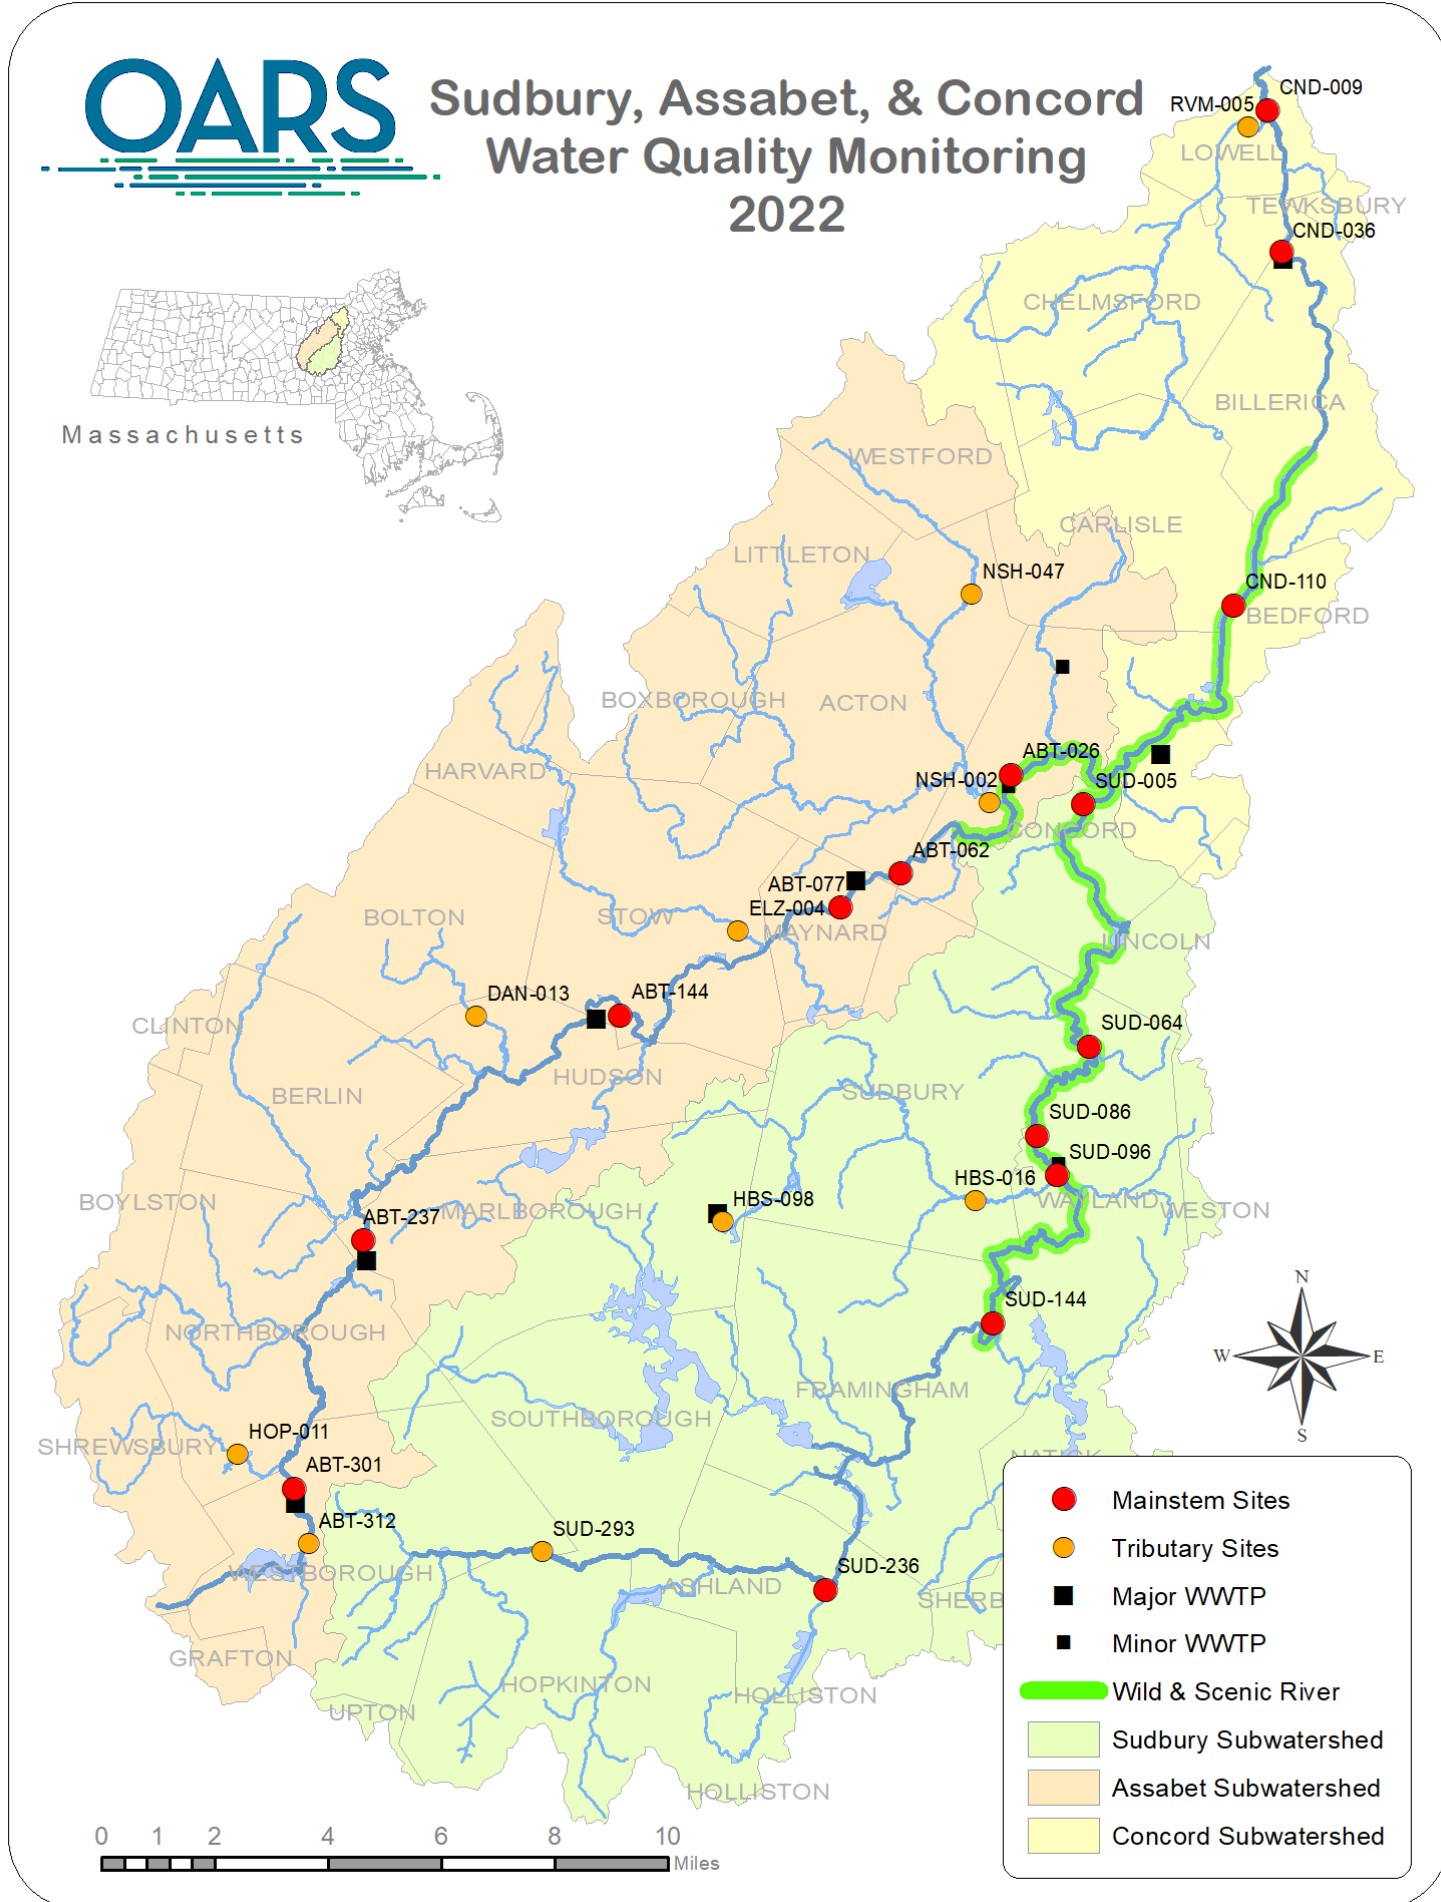 OARS
Sudbury, Assabet, & Concord
Water Quality Monitoring
2022
CND-009
RVM-005
LOWELL
TEWKSBURY
CND-036
CHELMSFORD
Massachusetts
BILLERICA
WESTFORD
CARLISLE
LITTLETON
NSH-047
CND-110
BEDFORD
BOXBOROUGH
ACTON
ABT-026
HARVARD
NSH-002
SUD-005
CONCORD
ABT-062
ABT-077
ELZ-004
BOLTON
STOW
MAYNARD
LINCOLN
DAN-013
ABT-144
CLINTON
SUD-064
HUDSON
SUDBURY
BERLIN
SUD-086
SUD-096
HBS-016
BOYLSTON
HBS-098
WAYLAND
WESTON
ABT-237
MARLBOROUGH
N
SUD-144
NORTHBOROUGH
W
E
FRAMINGHAM
SOUTHBOROUGH
HOP-011
S
SHREWSBURY
NATICK
ABT-301
ABT-312
SUD-293
WESTBOROUGH
SUD-236
ASHLAND
SHERB
GRAFTON
HOPKINTON
HOLLISTON
UPTON
HOLLISTON
Mainstem Sites
Tributary Sites
Major WWTP
Minor WWTP
Wild & Scenic River
Sudbury Subwatershed
Assabet Subwatershed
Concord Subwatershed
0 1 2 4 6 8 10
Miles